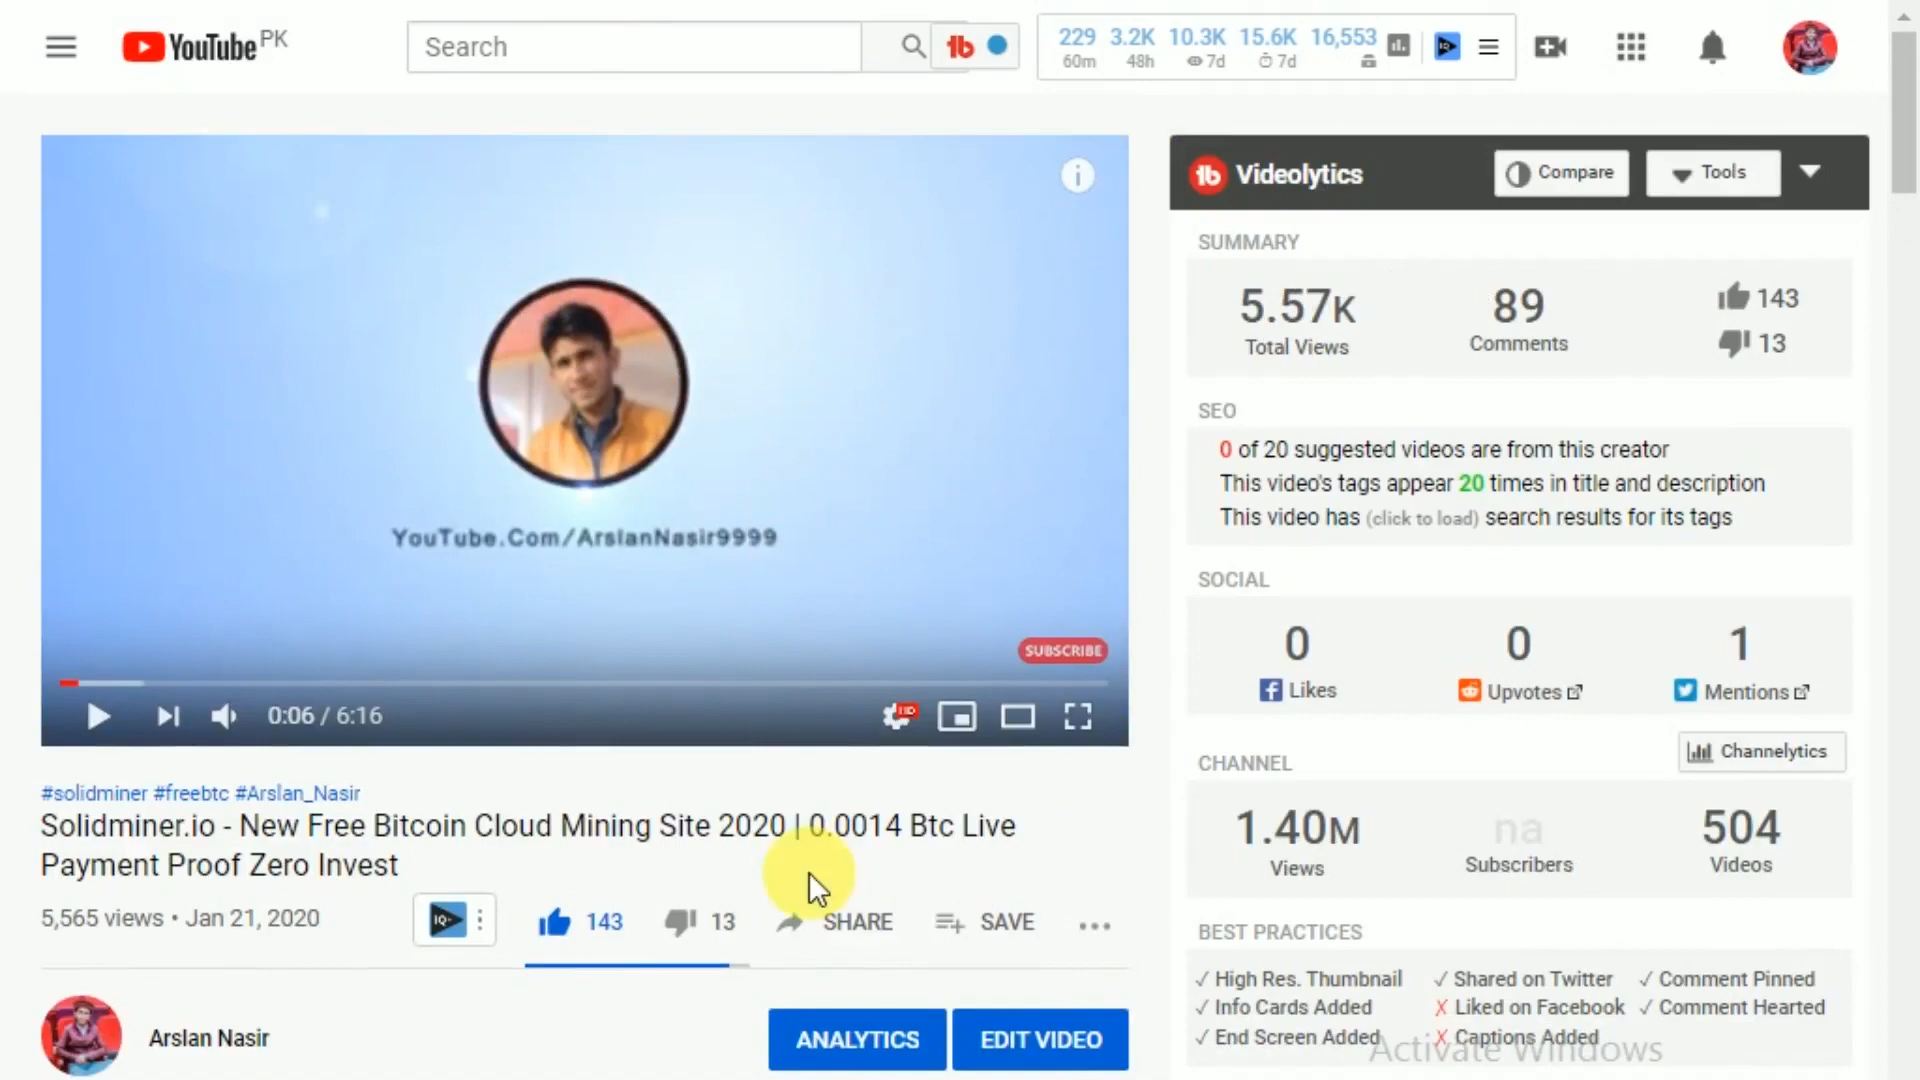 YouTube PK
Search
229 3.2K 10.3K 15.6K 16,553
60m 48h 7d 7d
YouTube.Com/ArslanNasir9999
SUBSCRIBE
HD
0:06 / 6:16
#solidminer #freebtc #Arslan_Nasir
Solidminer.io - New Free Bitcoin Cloud Mining Site 2020 | 0.0014 Btc Live
Payment Proof Zero Invest
5,565 views • Jan 21, 2020
IQ
143
13
SHARE
SAVE
Arslan Nasir
ANALYTICS
EDIT VIDEO
Videolytics
Compare
Tools
SUMMARY
5.57K 89 143
Total Views Comments 13
SEO
0 of 20 suggested videos are from this creator
This video's tags appear 20 times in title and description
This video has (click to load) search results for its tags
SOCIAL
0 0 1
Likes Upvotes Mentions
CHANNEL
Channelytics
1.40M na 504
Views Subscribers Videos
BEST PRACTICES
✓ High Res. Thumbnail ✓ Shared on Twitter ✓ Comment Pinned
✓ Info Cards Added ✗ Liked on Facebook ✓ Comment Hearted
✓ End Screen Added ✗ Captions Added
Activate Windows